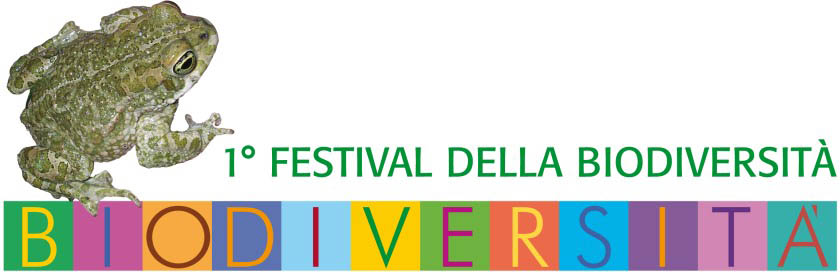 1° FESTIVAL DELLA BIODIVERSITÀ
BIODIVERSITÀ